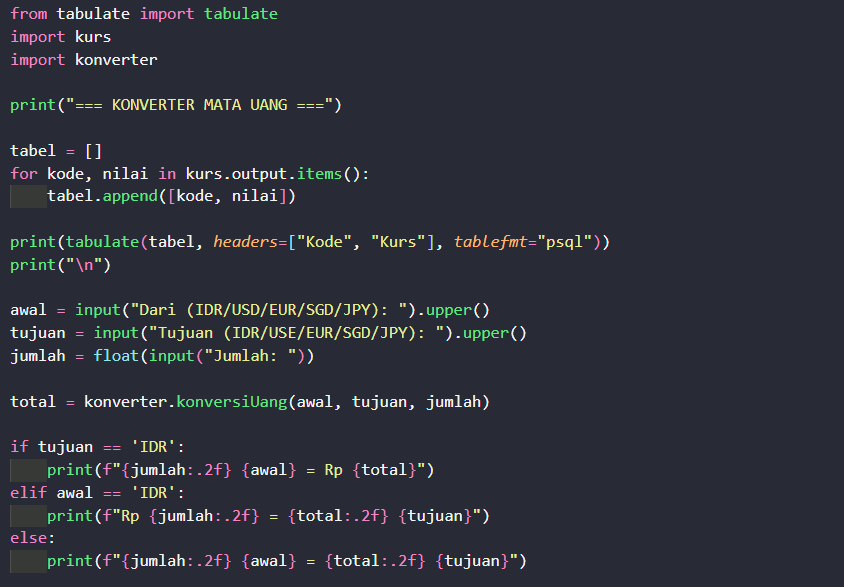 from tabulate import tabulate
import kurs
import konverter

print("=== KONVERTER MATA UANG ===")

tabel = []
for kode, nilai in kurs.output.items():
    tabel.append([kode, nilai])

print(tabulate(tabel, headers=["Kode", "Kurs"], tablefmt="psql"))
print("\n")

awal = input("Dari (IDR/USD/EUR/SGD/JPY): ").upper()
tujuan = input("Tujuan (IDR/USE/EUR/SGD/JPY): ").upper()
jumlah = float(input("Jumlah: "))

total = konverter.konversiUang(awal, tujuan, jumlah)

if tujuan == 'IDR':
    print(f"{jumlah:.2f} {awal} = Rp {total}")
elif awal == 'IDR':
    print(f"Rp {jumlah:.2f} = {total:.2f} {tujuan}")
else:
    print(f"{jumlah:.2f} {awal} = {total:.2f} {tujuan}")